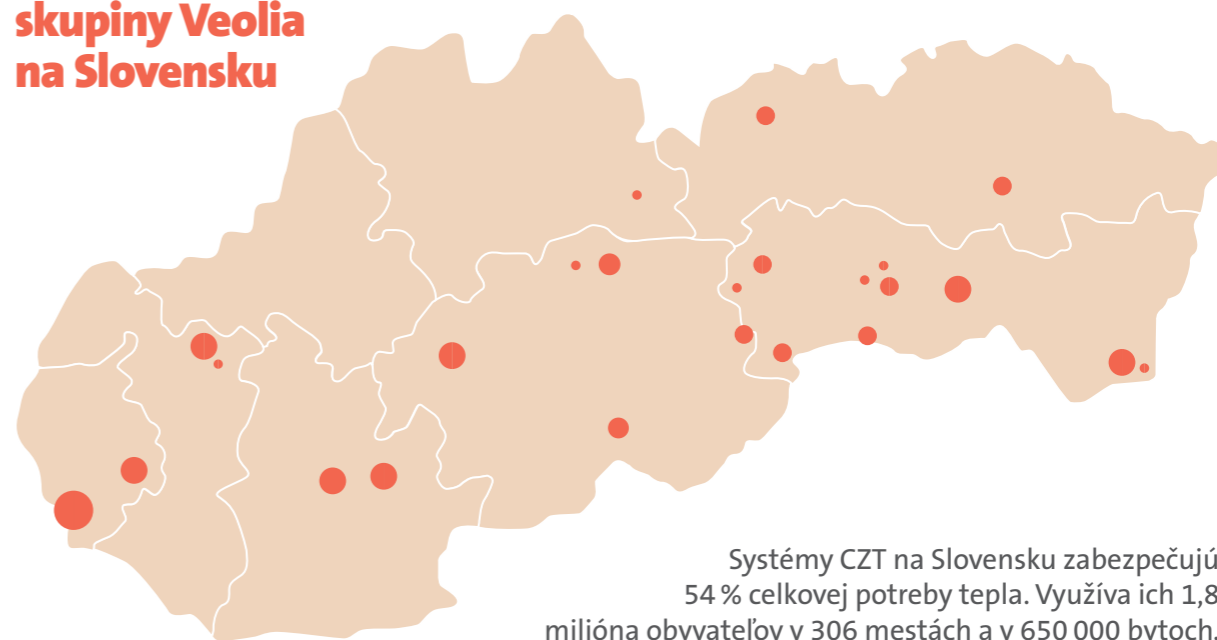 skupiny Veolia
na Slovensku
Systémy CZT na Slovensku zabezpečujú
54 % celkovej potreby tepla. Využíva ich 1,8
milióna obyvateľov v 306 mestách a v 650 000 bytoch.